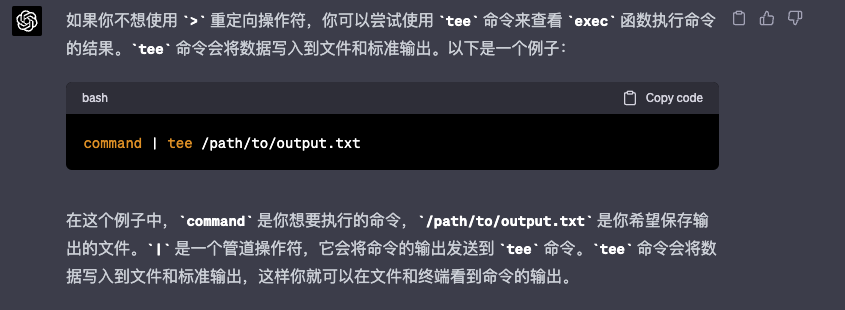 如果你不想使用 `>` 重定向操作符，你可以尝试使用 `tee` 命令来查看 `exec` 函数执行命令
的结果。`tee` 命令会将数据写入到文件和标准输出。以下是一个例子：
bash Copy code
command | tee /path/to/output.txt
在这个例子中，`command` 是你想要执行的命令，`/path/to/output.txt` 是你希望保存输
出的文件。`|` 是一个管道操作符，它会将命令的输出发送到 `tee` 命令。`tee` 命令会将数
据写入到文件和标准输出，这样你就可以在文件和终端看到命令的输出。